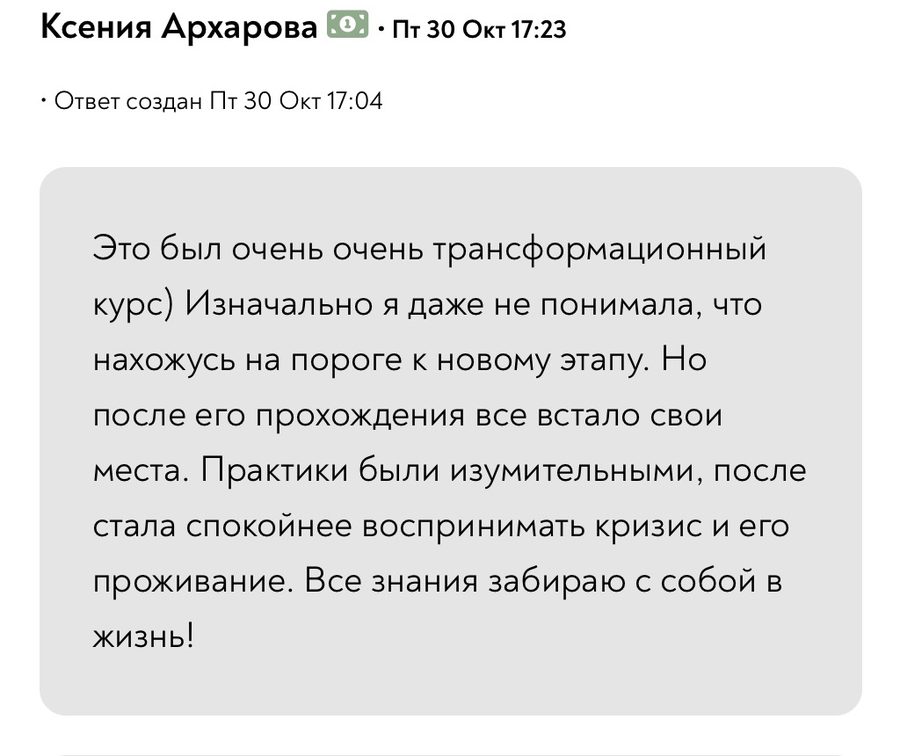 Ксения Архарова • Пт 30 Окт 17:23
• Ответ создан Пт 30 Окт 17:04
Это был очень очень трансформационный
курс) Изначально я даже не понимала, что
нахожусь на пороге к новому этапу. Но
после его прохождения все встало свои
места. Практики были изумительными, после
стала спокойнее воспринимать кризис и его
проживание. Все знания забираю с собой в
жизнь!